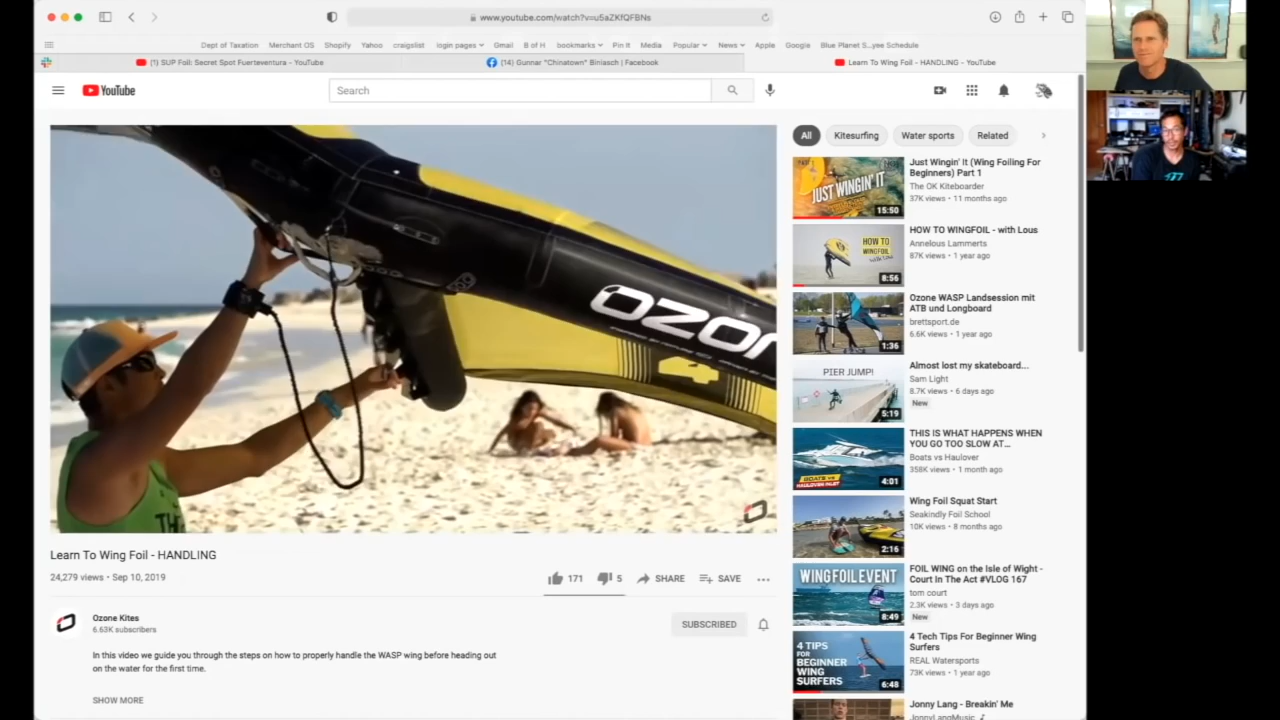 www.youtube.com/watch?v=u5aZKfQFBNs
Dept of Taxation Merchant OS Shopify Yahoo craigslist login pages Gmail B of H bookmarks Pin It Media Popular News Apple Google Blue Planet S...yee Schedule
(1) SUP Foil: Secret Spot Fuerteventura - YouTube
(14) Gunnar "Chinatown" Biniasch | Facebook
Learn To Wing Foil - HANDLING - YouTube
YouTube
Search
OZON
Learn To Wing Foil - HANDLING
24,279 views • Sep 10, 2019
171 5 SHARE SAVE
Ozone Kites
6.63K subscribers
SUBSCRIBED
In this video we guide you through the steps on how to properly handle the WASP wing before heading out
on the water for the first time.
SHOW MORE
All Kitesurfing Water sports Related
JUST WINGIN' IT
15:50
Just Wingin' It (Wing Foiling For
Beginners) Part 1
The OK Kiteboarder
37K views • 11 months ago
HOW TO
WINGFOIL
8:56
HOW TO WINGFOIL - with Lous
Annelous Lammerts
87K views • 1 year ago
1:36
Ozone WASP Landsession mit
ATB und Longboard
brettsport.de
6.6K views • 1 year ago
PIER JUMP!
5:19
Almost lost my skateboard...
Sam Light
8.7K views • 6 days ago
New
BOATS vs
HAULOVER INLET
4:01
THIS IS WHAT HAPPENS WHEN
YOU GO TOO SLOW AT...
Boats vs Haulover
358K views • 1 month ago
2:16
Wing Foil Squat Start
Seakindly Foil School
10K views • 8 months ago
WINGFOIL EVENT
8:49
FOIL WING on the Isle of Wight -
Court In The Act #VLOG 167
tom court
2.3K views • 3 days ago
New
4 TIPS
FOR
BEGINNER
WING
SURFERS
6:48
4 Tech Tips For Beginner Wing
Surfers
REAL Watersports
73K views • 1 year ago
Jonny Lang - Breakin' Me
JonnyLangMusic